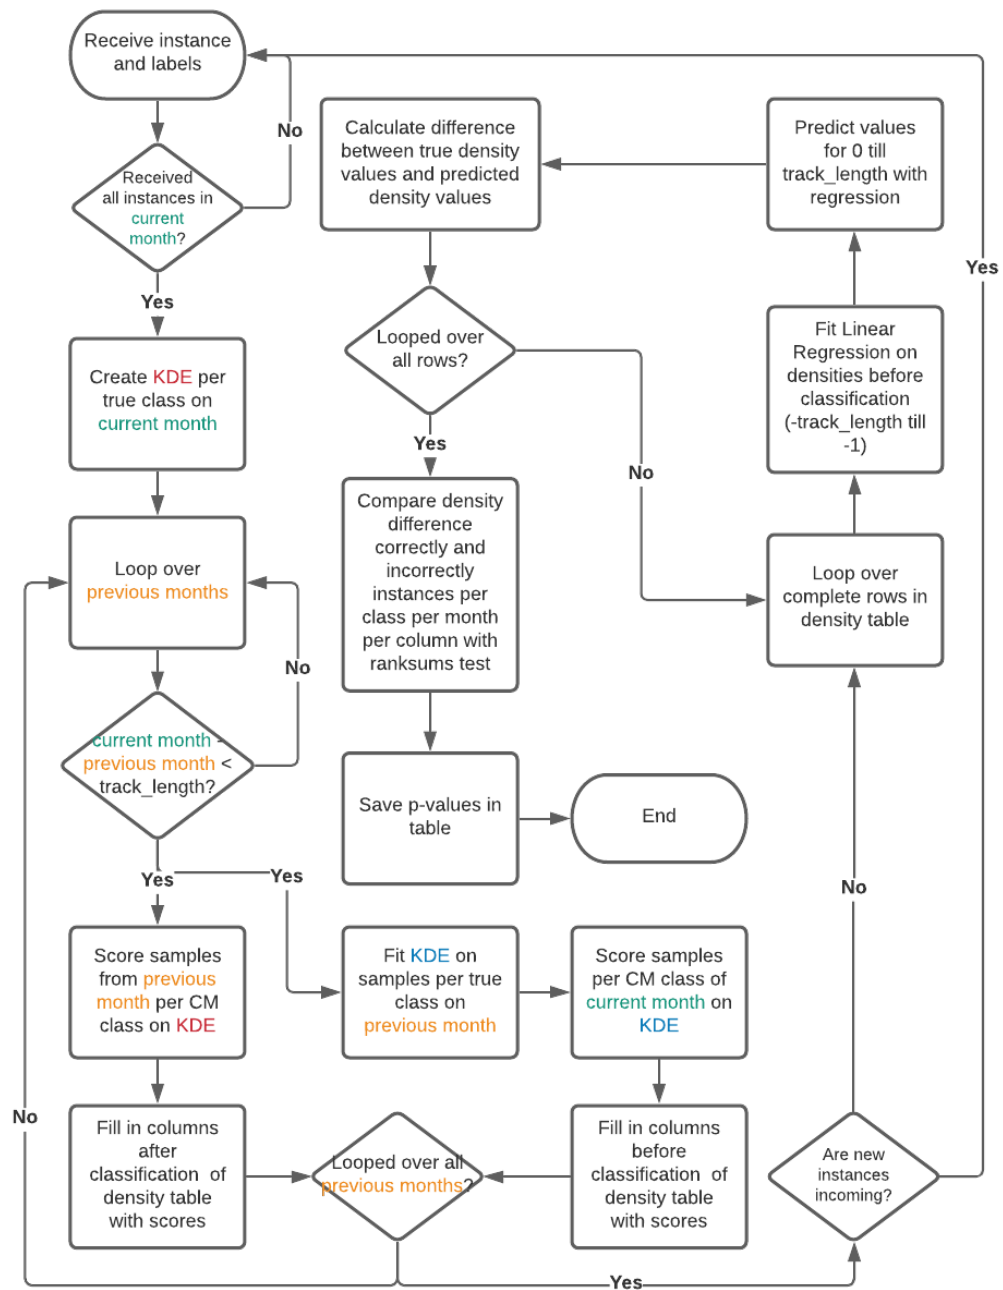 Receive instance
and labels
No
Received
all instances in
current
month?
Yes
Create KDE per
true class on
current month
Loop over
previous months
No
current month -
previous month <
track_length?
Yes
Yes
Score samples
from previous
month per CM
class on KDE
Fill in columns
after
classification of
density table
with scores
Fit KDE on
samples per true
class on
previous month
Score samples
per CM class of
current month on
KDE
Fill in columns
before
classification of
density table
with scores
Looped over all
previous months?
No
Yes
Are new
instances
incoming?
Yes
No
Loop over
complete rows in
density table
Fit Linear
Regression on
densities before
classification
(-track_length till
-1)
Predict values
for 0 till
track_length with
regression
Calculate difference
between true density
values and predicted
density values
Looped over
all rows?
No
Yes
Compare density
difference
correctly and
incorrectly
instances per
class per month
per column with
ranksums test
Save p-values in
table
End